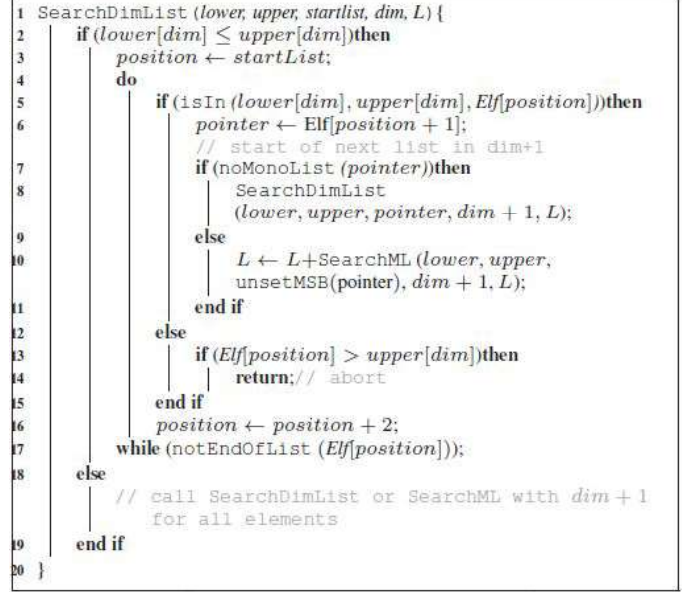 1 SearchDimList (lower, upper, startlist, dim, L) {
2 if (lower[dim] ≤ upper[dim])then
3 position ← startList;
4 do
5 if (isIn (lower[dim], upper[dim], Elf[position]))then
6 pointer ← Elf[position + 1];
// start of next list in dim+1
7 if (noMonoList (pointer))then
8 SearchDimList
(lower, upper, pointer, dim + 1, L);
9 else
10 L ← L+SearchML (lower, upper,
unsetMSB(pointer), dim + 1, L);
11 end if
12 else
13 if (Elf[position] > upper[dim])then
14 return;// abort
15 end if
16 position ← position + 2;
17 while (notEndOfList (Elf[position]));
18 else
// call SearchDimList or SearchML with dim + 1
for all elements
19 end if
20 }